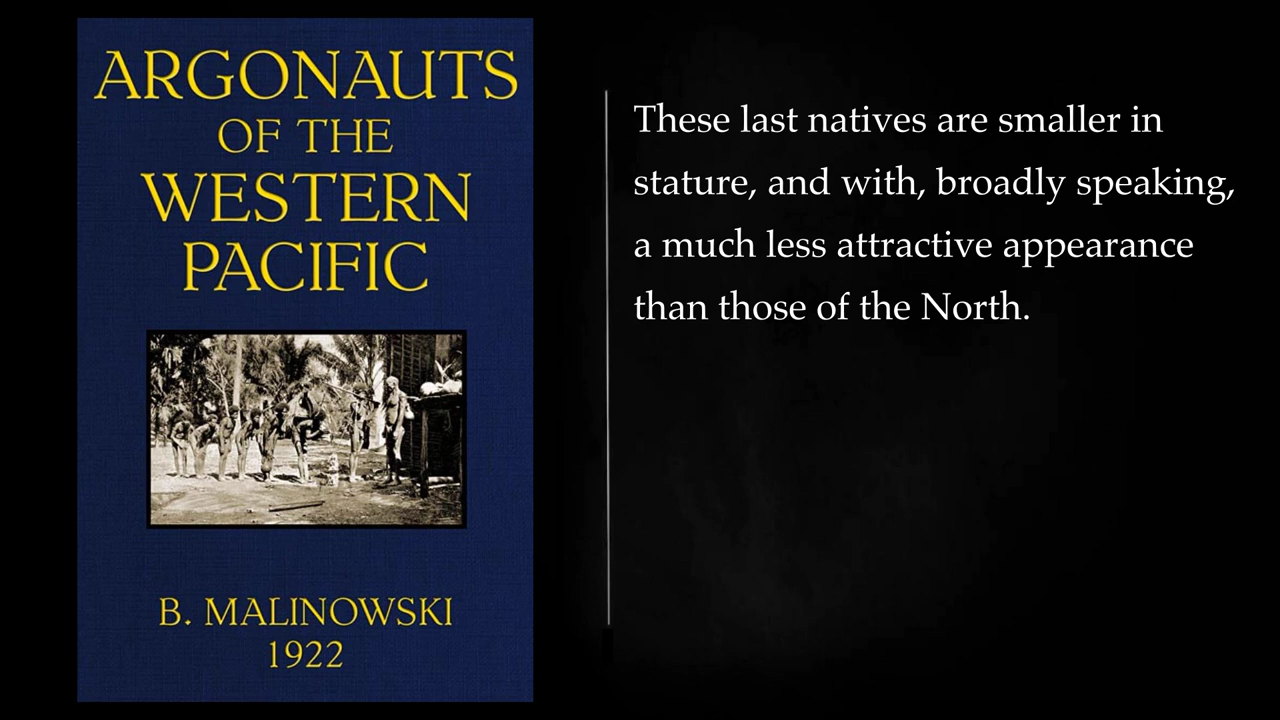 ARGONAUTS
OF THE
WESTERN
PACIFIC
B. MALINOWSKI
1922
These last natives are smaller in
stature, and with, broadly speaking,
a much less attractive appearance
than those of the North.